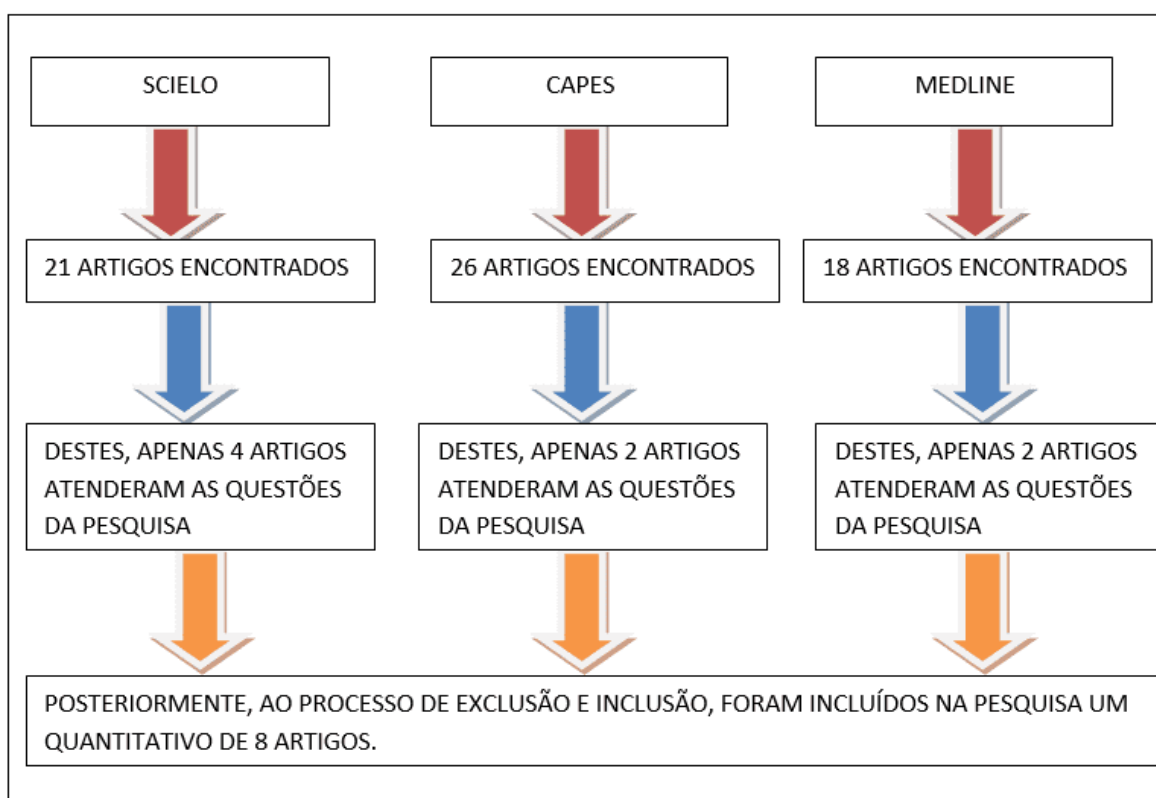 SCIELO
CAPES
MEDLINE
21 ARTIGOS ENCONTRADOS
26 ARTIGOS ENCONTRADOS
18 ARTIGOS ENCONTRADOS
DESTES, APENAS 4 ARTIGOS
ATENDERAM AS QUESTÕES
DA PESQUISA
DESTES, APENAS 2 ARTIGOS
ATENDERAM AS QUESTÕES
DA PESQUISA
DESTES, APENAS 2 ARTIGOS
ATENDERAM AS QUESTÕES
DA PESQUISA
POSTERIORMENTE, AO PROCESSO DE EXCLUSÃO E INCLUSÃO, FORAM INCLUÍDOS NA PESQUISA UM
QUANTITATIVO DE 8 ARTIGOS.